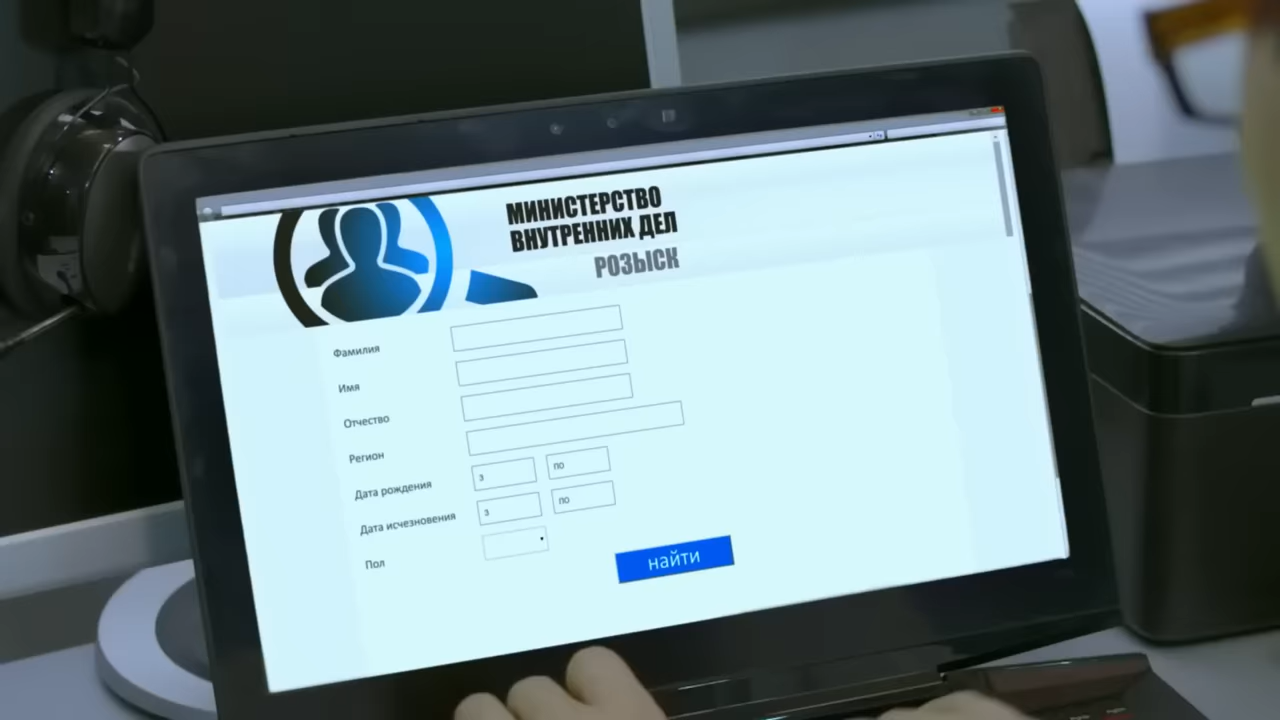 МИНИСТЕРСТВО
ВНУТРЕННИХ ДЕЛ
РОЗЫСК
Фамилия
Имя
Отчество
Регион
Дата рождения з по
Дата исчезновения з по
Пол
найти